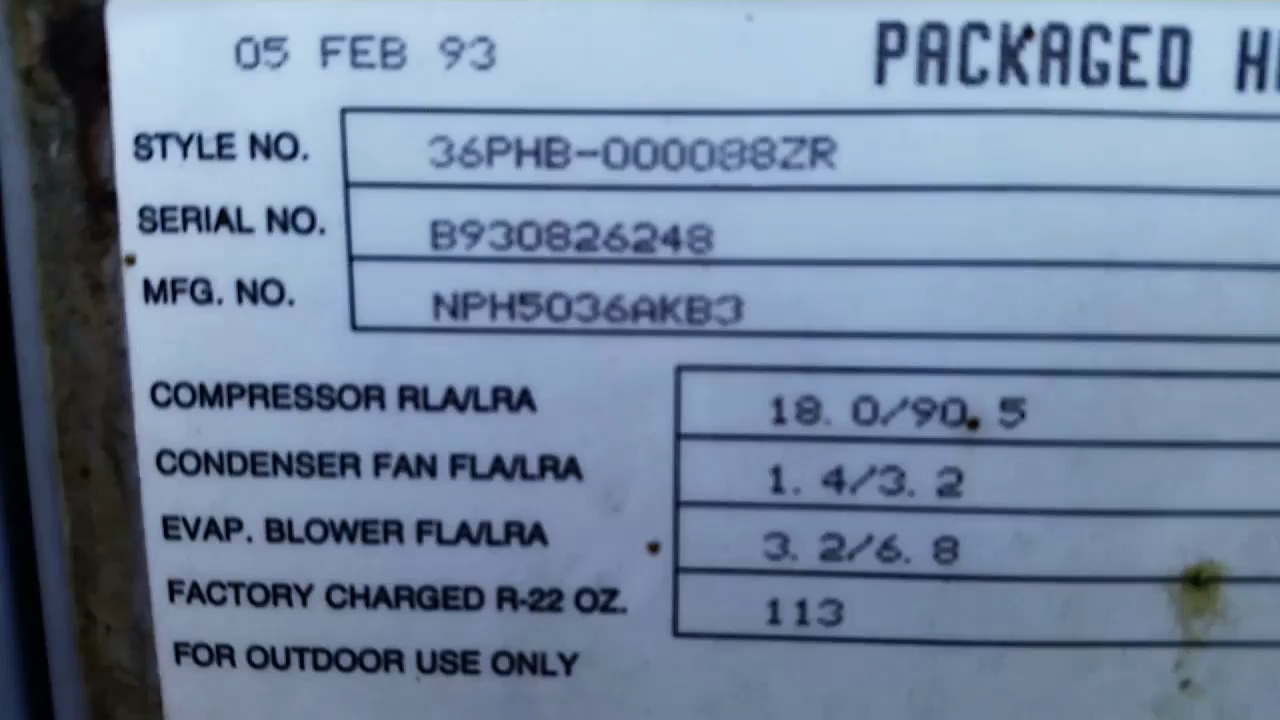 05 FEB 93
PACKAGED
STYLE NO. 36PHB-000088ZR
SERIAL NO. B930826248
MFG. NO. NPH5036AKB3
COMPRESSOR RLA/LRA 18. 0/90. 5
CONDENSER FAN FLA/LRA 1. 4/3. 2
EVAP. BLOWER FLA/LRA 3. 2/6. 8
FACTORY CHARGED R-22 OZ. 113
FOR OUTDOOR USE ONLY